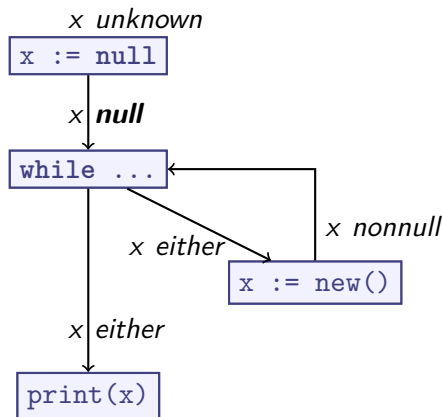 x unknown
x := null
x null
while ...
x either
x nonnull
x := new()
x either
print(x)